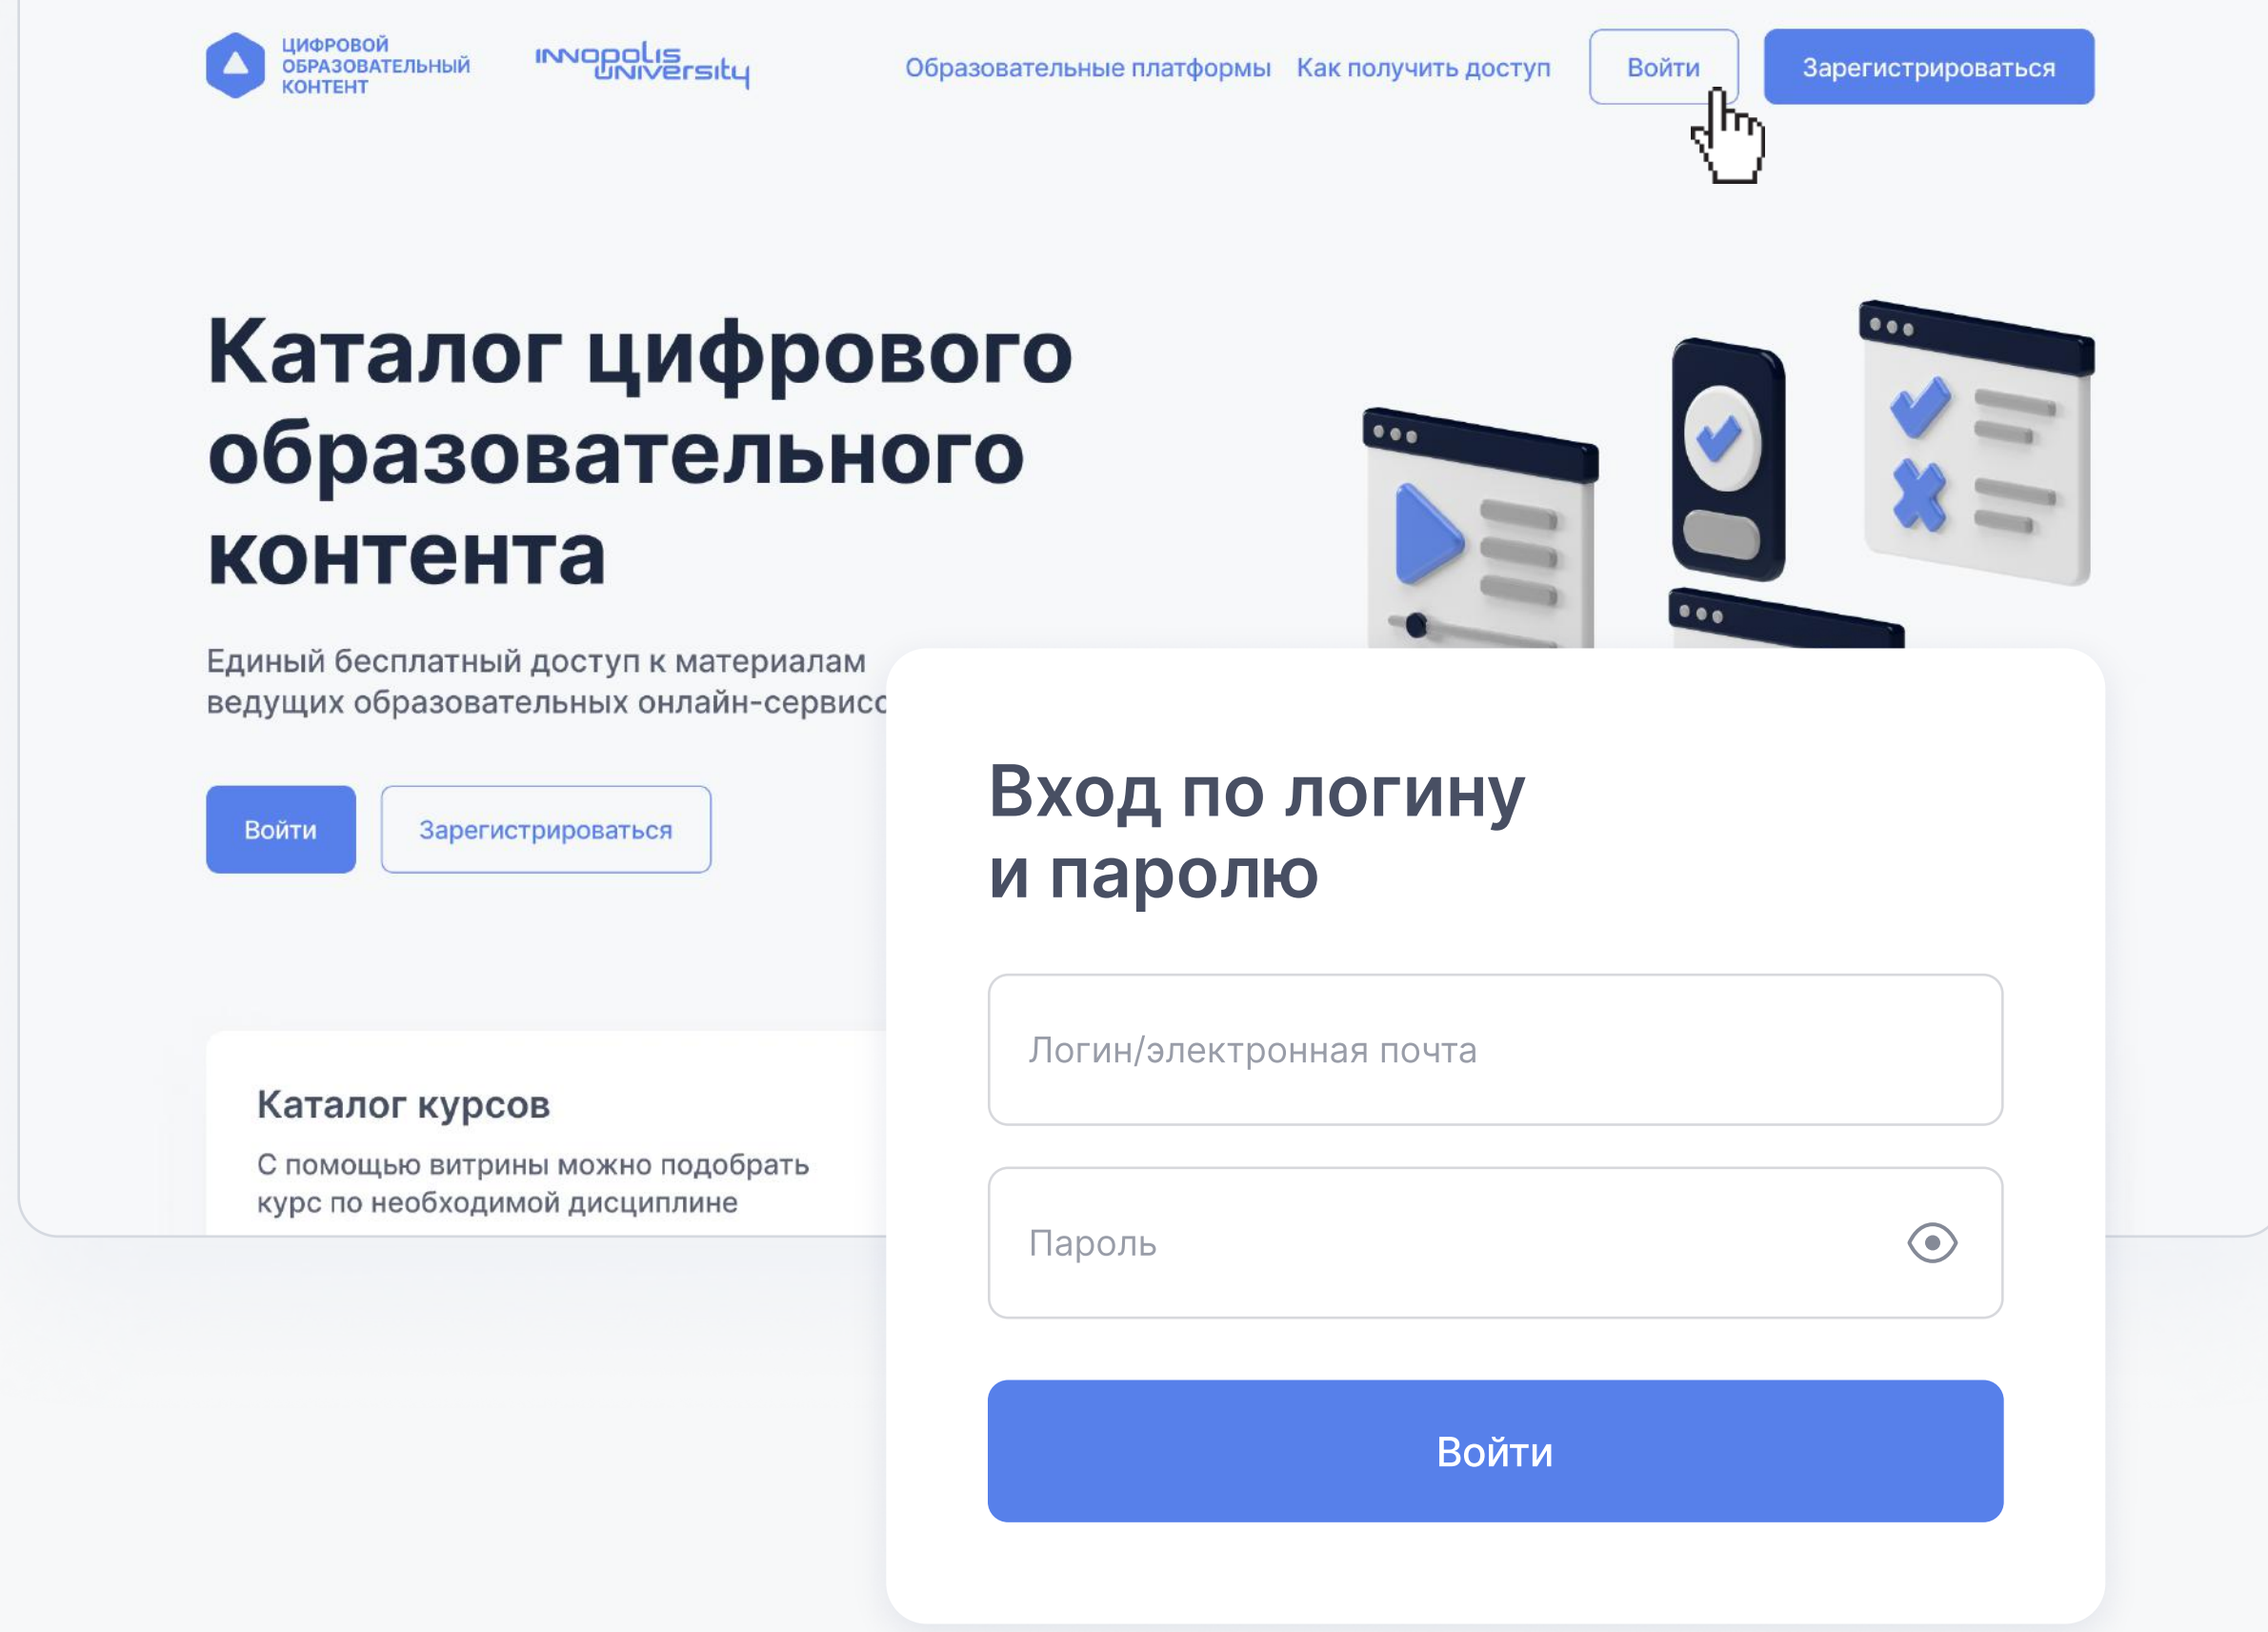 ЦИФРОВОЙ
ОБРАЗОВАТЕЛЬНЫЙ
КОНТЕНТ
INNOPOLIS
UNIVERSITY
Образовательные платформы
Как получить доступ
Войти
Зарегистрироваться
Каталог цифрового
образовательного
контента
Единый бесплатный доступ к материалам
ведущих образовательных
Войти
Зарегистрироваться
Каталог курсов
С помощью витрины можно подобрать
курс по необходимой дисциплине
Вход по логину
и паролю
Логин/электронная почта
Пароль
Войти